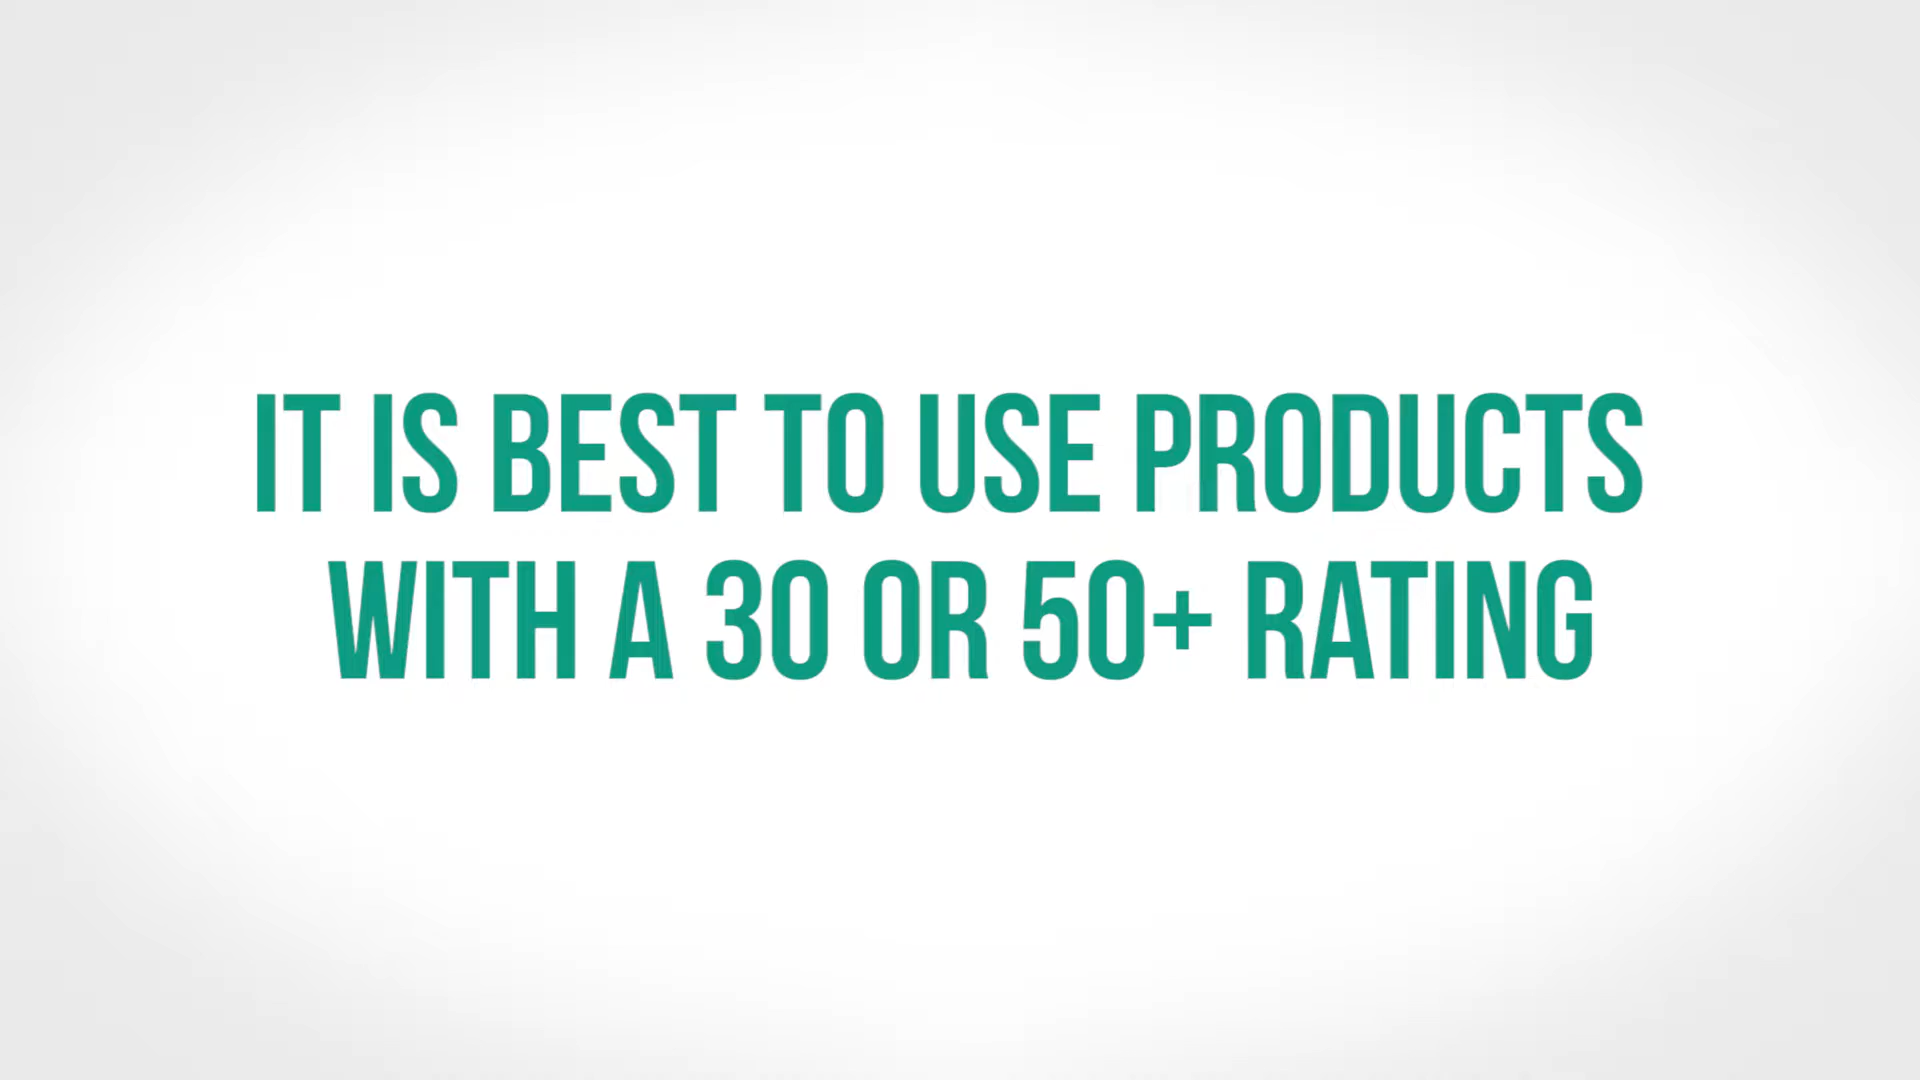 IT IS BEST TO USE PRODUCTS
WITH A 30 OR 50+ RATING